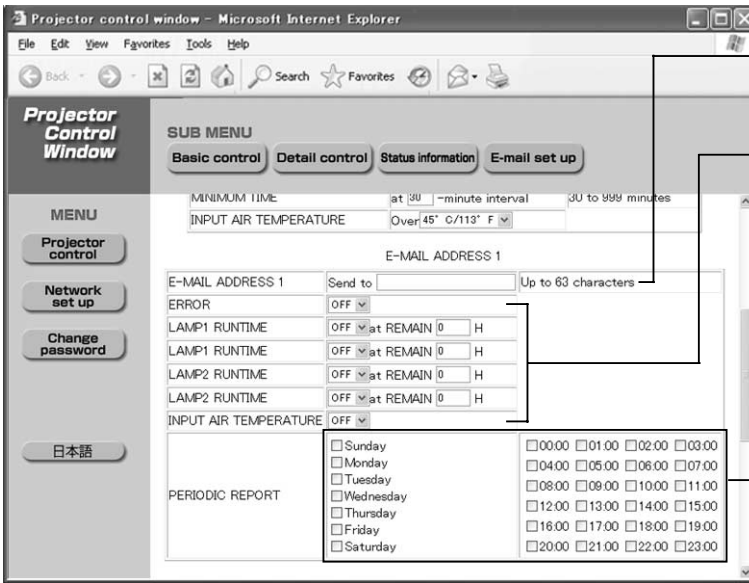 Projector control window - Microsoft Internet Explorer
File Edit View Favorites Tools Help
Back Search Favorites
Projector
Control
Window
SUB MENU
Basic control Detail control Status information E-mail set up
MENU
Projector
control
Network
set up
Change
password
日本語
MINIMUM TIME at 30 -minute interval 30 to 999 minutes
INPUT AIR TEMPERATURE Over 45° C/113° F
E-MAIL ADDRESS 1
E-MAIL ADDRESS 1 Send to Up to 63 characters
ERROR OFF
LAMP1 RUNTIME OFF at REMAIN 0 H
LAMP1 RUNTIME OFF at REMAIN 0 H
LAMP2 RUNTIME OFF at REMAIN 0 H
LAMP2 RUNTIME OFF at REMAIN 0 H
INPUT AIR TEMPERATURE OFF
PERIODIC REPORT
Sunday
Monday
Tuesday
Wednesday
Thursday
Friday
Saturday
00:00 01:00 02:00 03:00
04:00 05:00 06:00 07:00
08:00 09:00 10:00 11:00
12:00 13:00 14:00 15:00
16:00 17:00 18:00 19:00
20:00 21:00 22:00 23:00